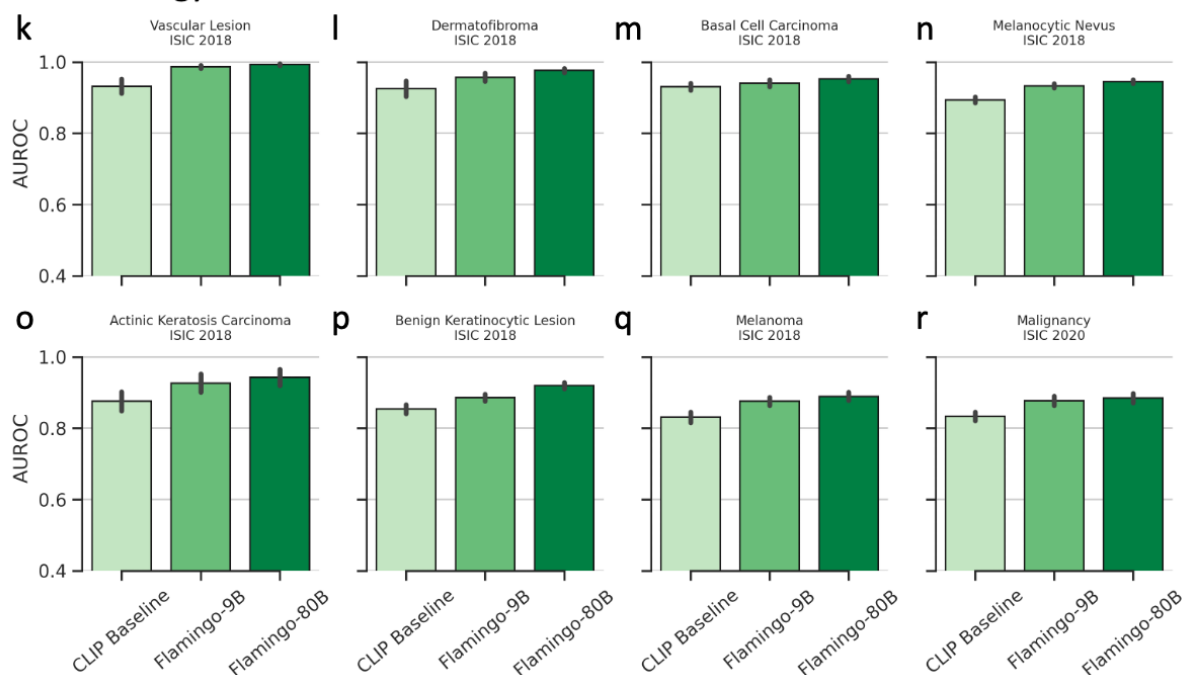 k
Vascular Lesion
ISIC 2018
l
Dermatofibroma
ISIC 2018
m
Basal Cell Carcinoma
ISIC 2018
n
Melanocytic Nevus
ISIC 2018
AUROC
1.0
0.8
0.6
0.4
o
Actinic Keratosis Carcinoma
ISIC 2018
p
Benign Keratinocytic Lesion
ISIC 2018
q
Melanoma
ISIC 2018
r
Malignancy
ISIC 2020
AUROC
1.0
0.8
0.6
0.4
CLIP Baseline
Flamingo-9B
Flamingo-80B
CLIP Baseline
Flamingo-9B
Flamingo-80B
CLIP Baseline
Flamingo-9B
Flamingo-80B
CLIP Baseline
Flamingo-9B
Flamingo-80B